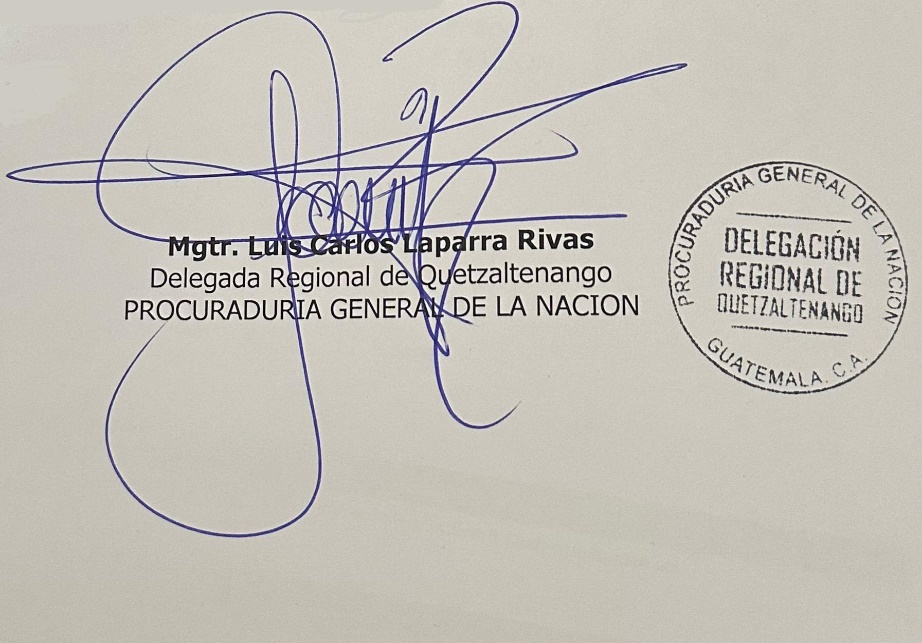 Mgtr. Luis Carlos Laparra Rivas
Delegada Regional de Quetzaltenango
PROCURADURIA GENERAL DE LA NACION
PROCURADURIA GENERAL DE LA NACIÓN
DELEGACIÓN
REGIONAL DE
QUETZALTENANGO
GUATEMALA. C.A.